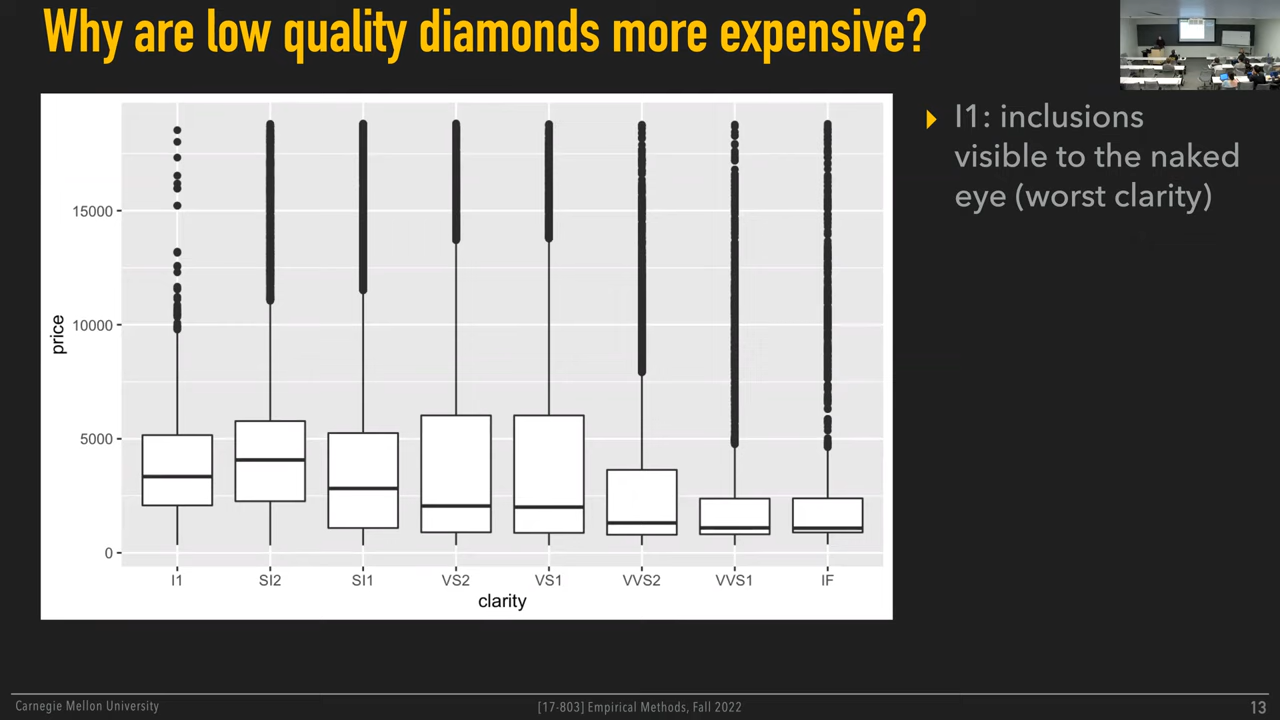 Why are low quality diamonds more expensive?
I1: inclusions
visible to the naked
eye (worst clarity)
price
15000
10000
5000
0
I1 SI2 SI1 VS2 VS1 VVS2 VVS1 IF
clarity
Carnegie Mellon University
[17-803] Empirical Methods, Fall 2022
13